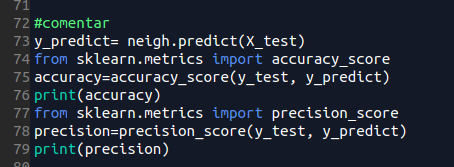 71
72 #comentar
73 y_predict= neigh.predict(X_test)
74 from sklearn.metrics import accuracy_score
75 accuracy=accuracy_score(y_test, y_predict)
76 print(accuracy)
77 from sklearn.metrics import precision_score
78 precision=precision_score(y_test, y_predict)
79 print(precision)
80